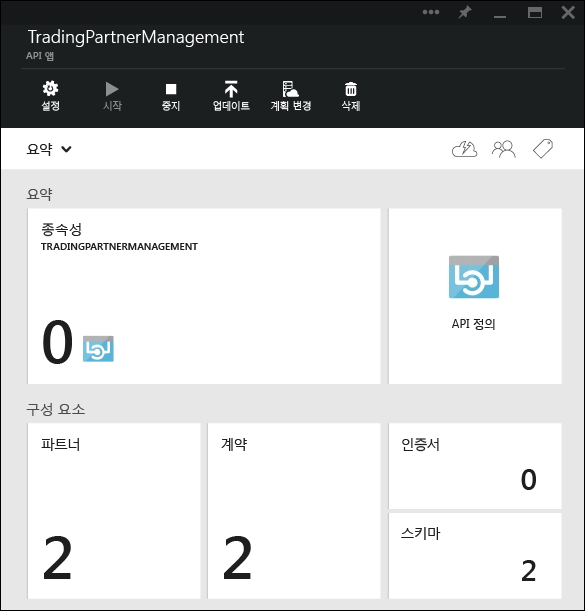 TradingPartnerManagement
API 앱
설정 시작 중지 업데이트 계획 변경 삭제
요약
요약
종속성
TRADINGPARTNERMANAGEMENT
0
API 정의
구성 요소
파트너
2
계약
2
인증서
0
스키마
2